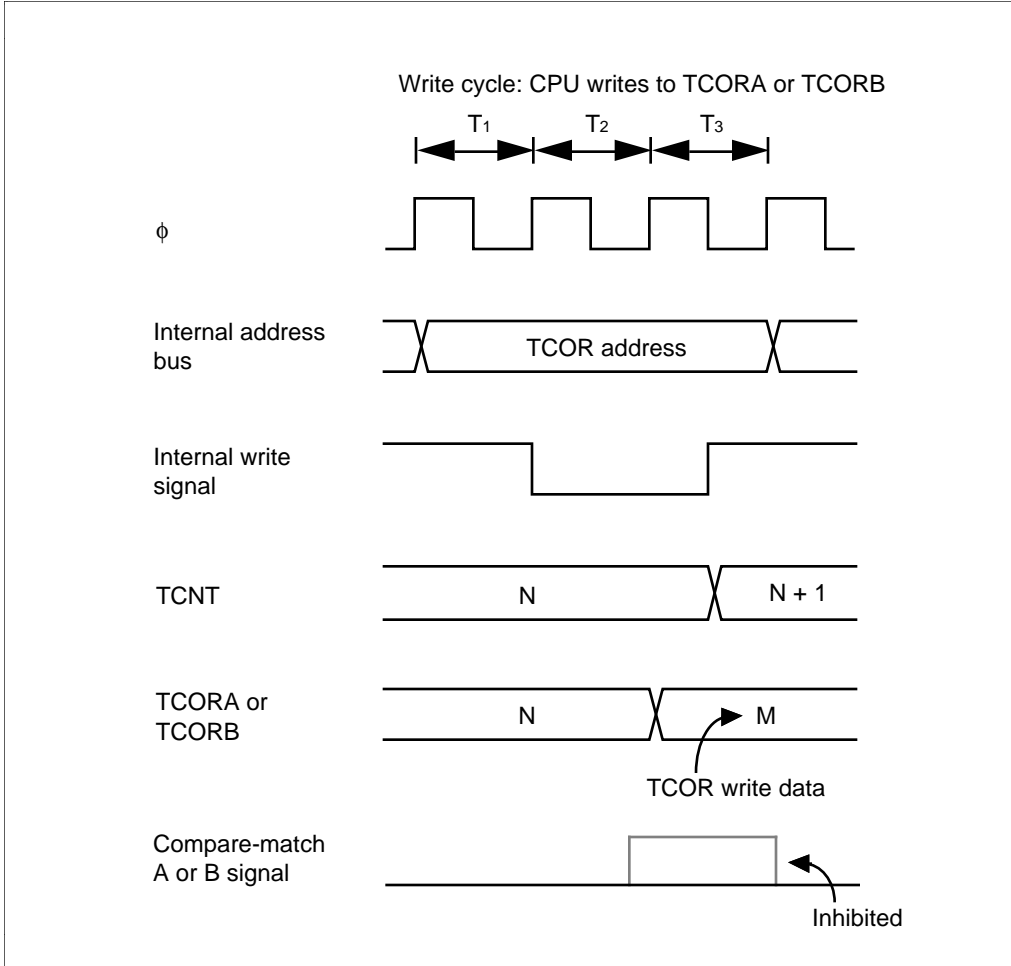 Write cycle: CPU writes to TCORA or TCORB
T1 T2 T3
ϕ
Internal address
bus
TCOR address
Internal write
signal
TCNT
N
N + 1
TCORA or
TCORB
N
M
TCOR write data
Compare-match
A or B signal
Inhibited